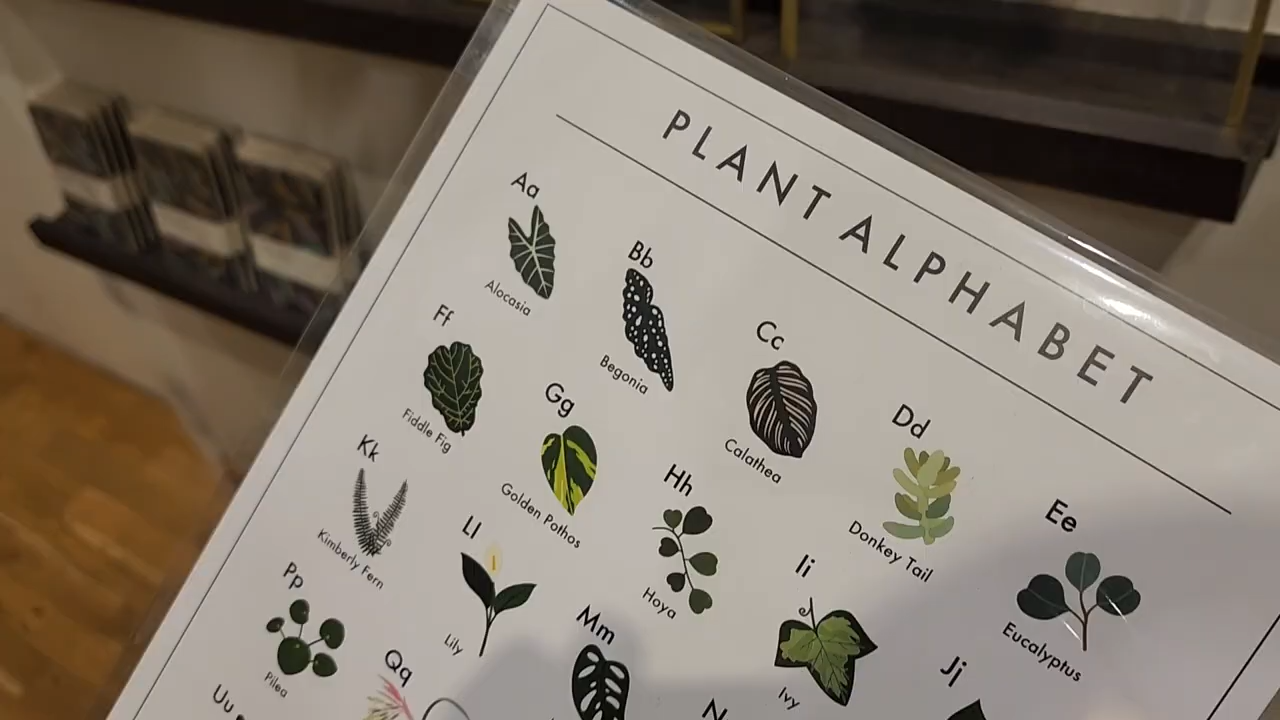 PLANT ALPHABET
Aa
Alocasia
Bb
Begonia
Cc
Calathea
Dd
Donkey Tail
Ee
Eucalyptus
Ff
Fiddle Fig
Gg
Golden Pothos
Hh
Hoya
Ii
Ivy
Jj
Kk
Kimberly Fern
Ll
Lily
Mm
Pp
Pilea
Qq
Uu